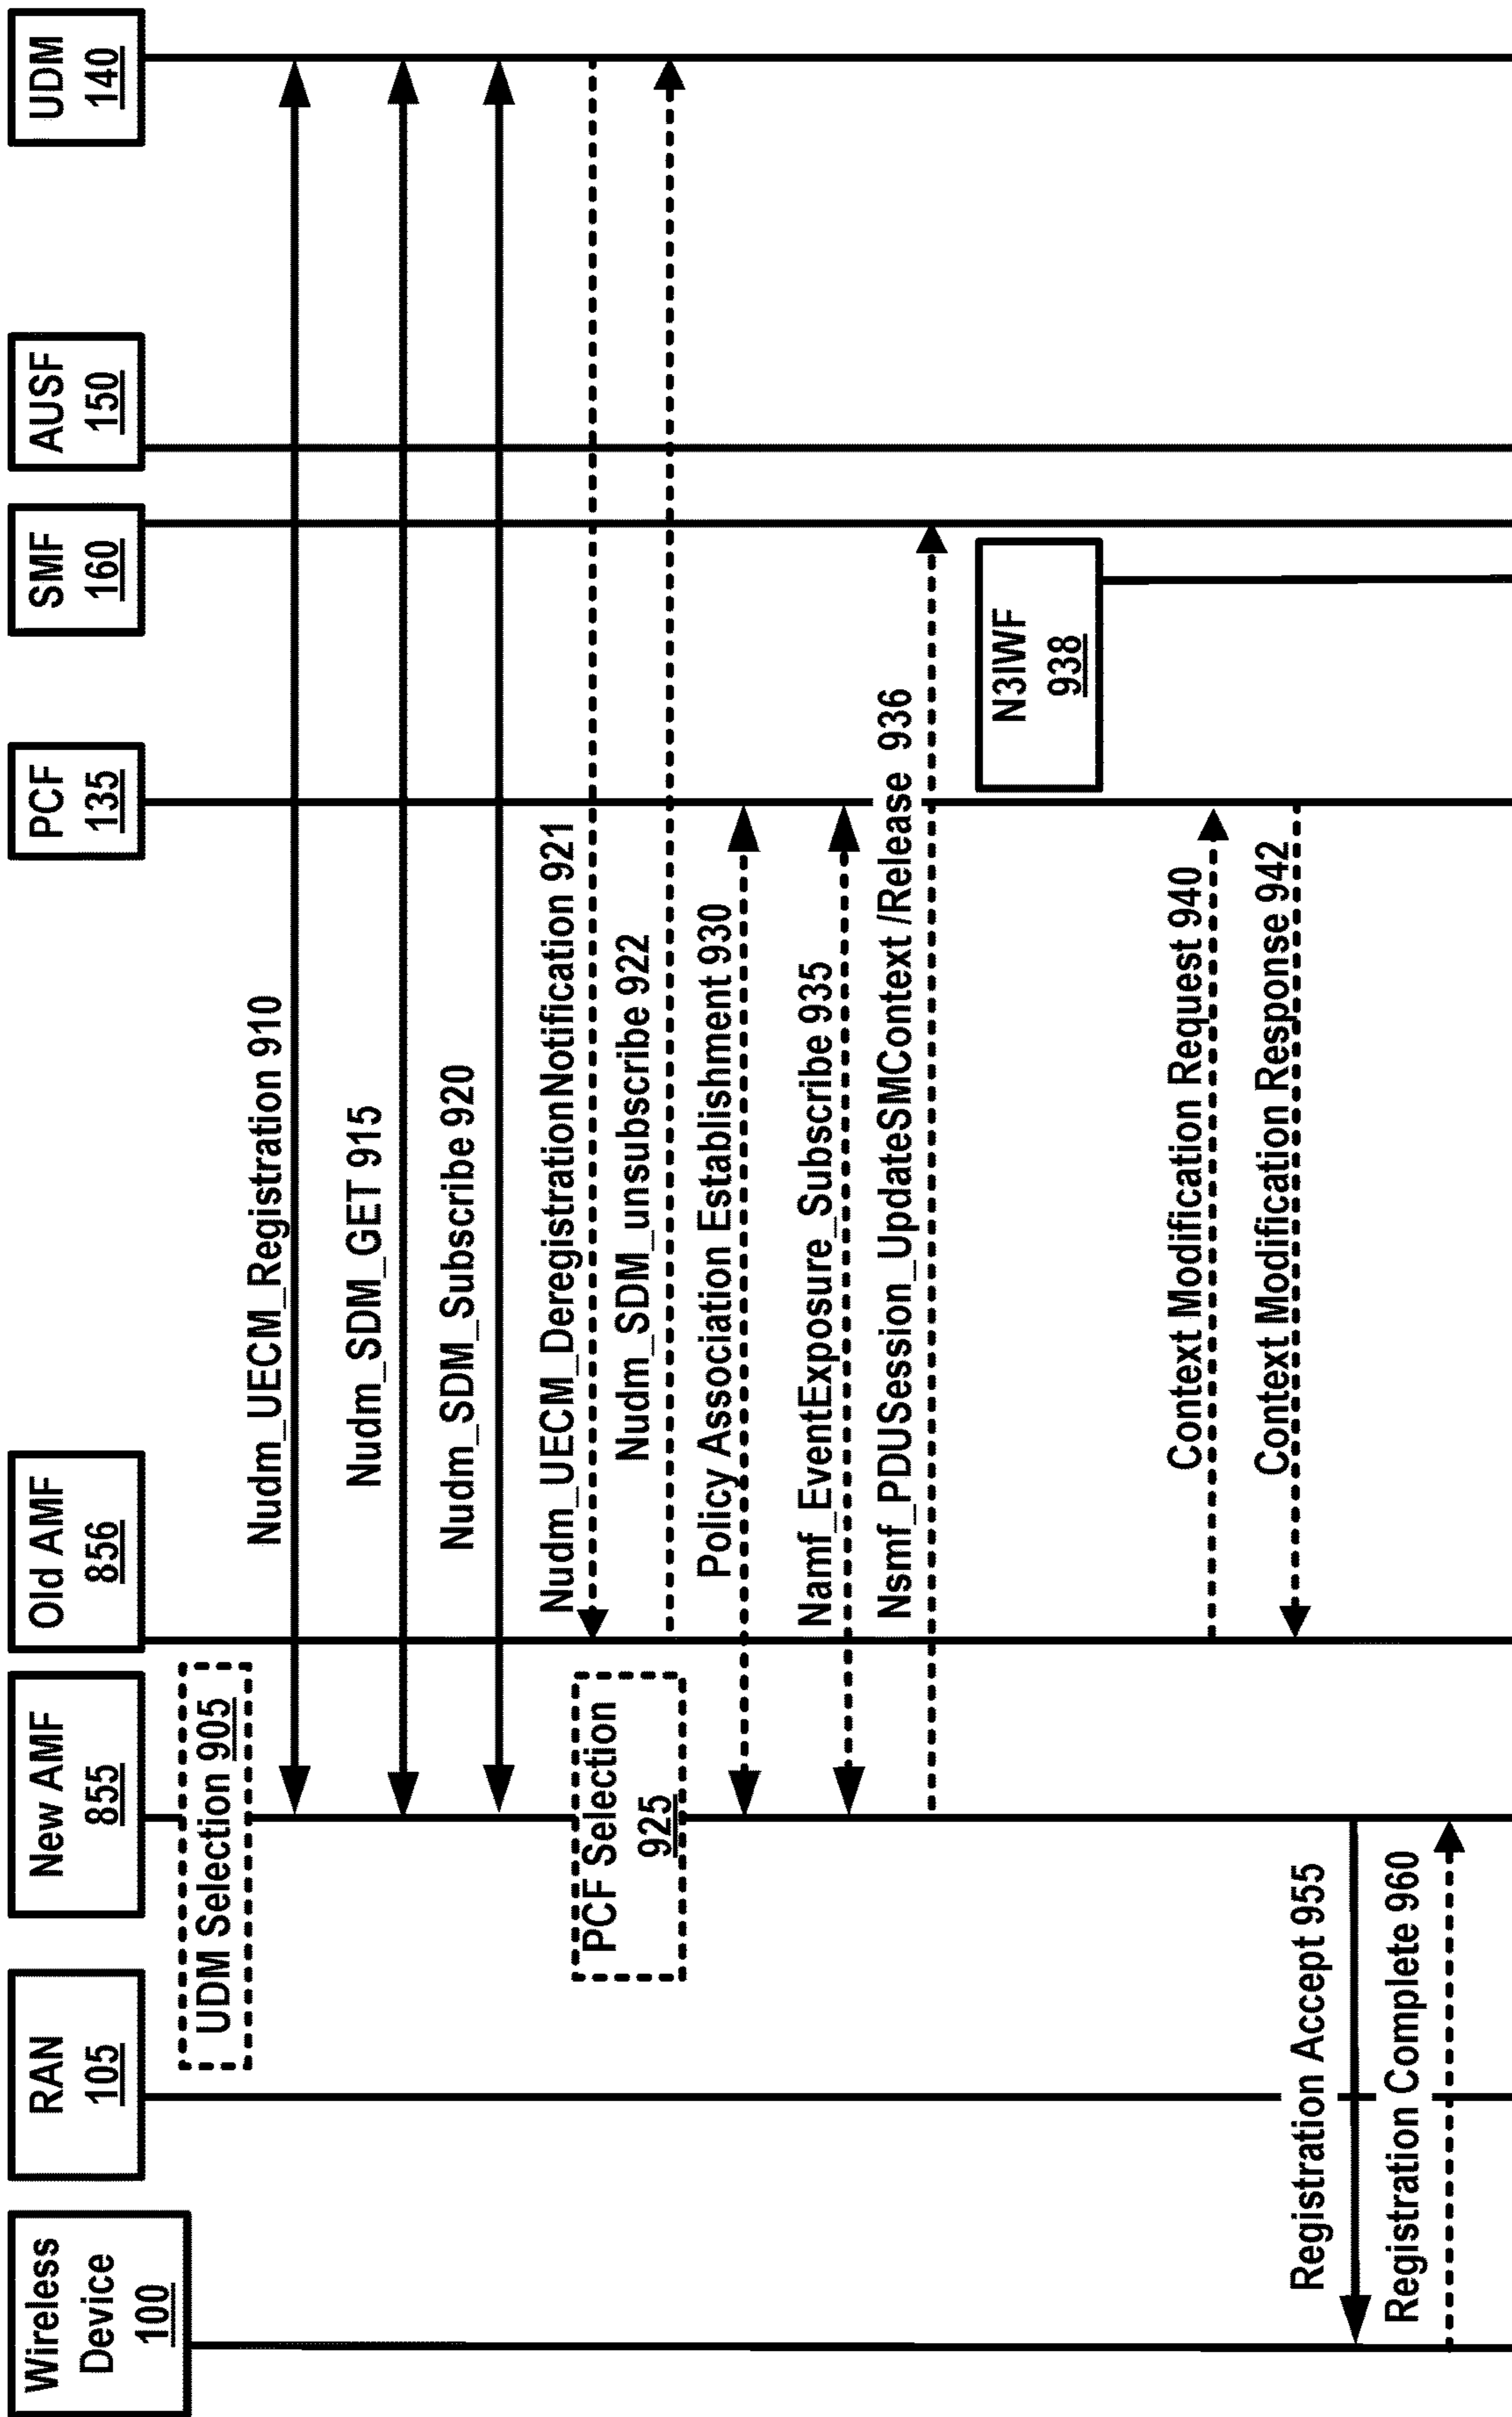 Wireless
Device
100
RAN
105
New AMF
855
Old AMF
856
PCF
135
SMF
160
AUSF
150
UDM
140
UDM Selection 905
Nudm_UECM_Registration 910
Nudm_SDM_GET 915
Nudm_SDM_Subscribe 920
Nudm_UECM_DeregistrationNotification 921
PCF Selection
925
Nudm_SDM_unsubscribe 922
Policy Association Establishment 930
Namf_EventExposure_Subscribe 935
Nsmf_PDUSession_UpdateSMContext /Release 936
N3IWF
938
Context Modification Request 940
Context Modification Response 942
Registration Accept 955
Registration Complete 960